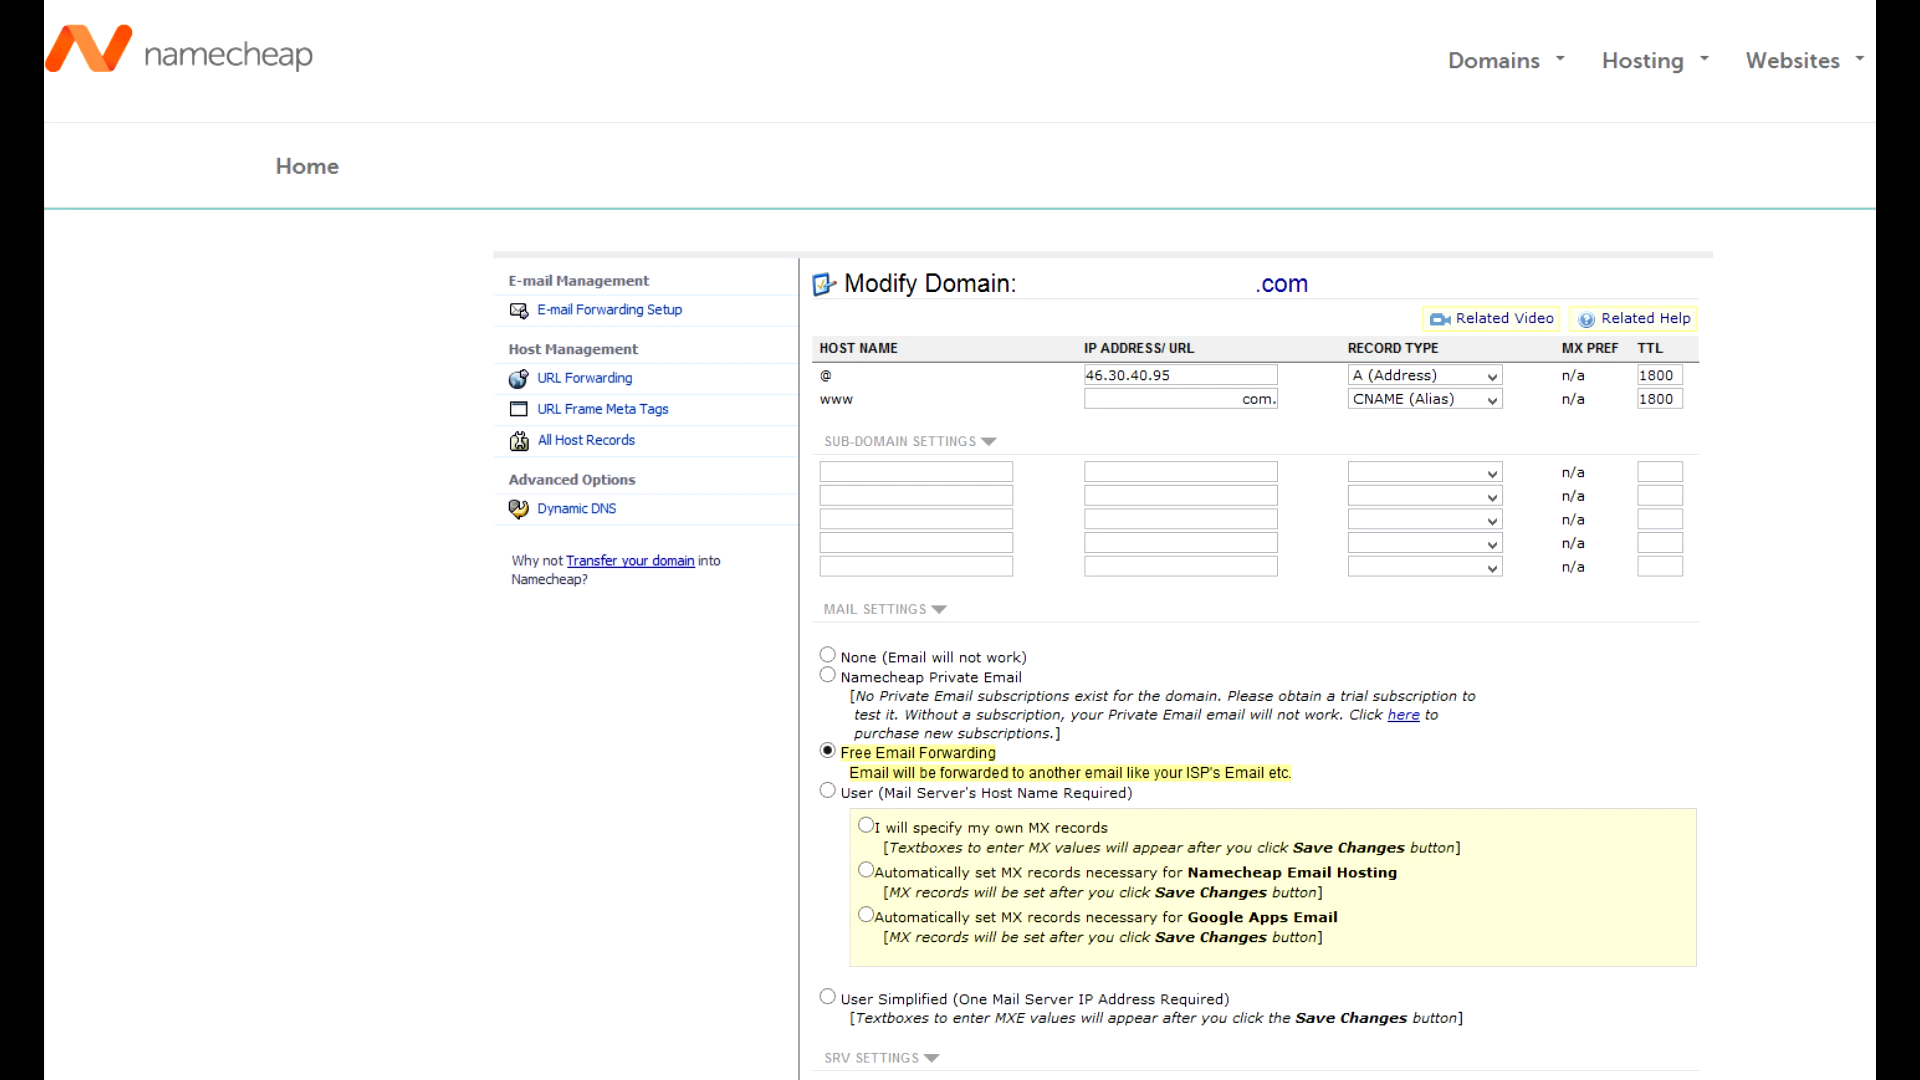 namecheap
Domains Hosting Websites
Home
E-mail Management
E-mail Forwarding Setup
Host Management
URL Forwarding
URL Frame Meta Tags
All Host Records
Advanced Options
Dynamic DNS
Why not Transfer your domain into
Namecheap?
Modify Domain: .com
Related Video Related Help
HOST NAME IP ADDRESS/ URL RECORD TYPE MX PREF TTL
@ 46.30.40.95 A (Address) n/a 1800
www com. CNAME (Alias) n/a 1800
SUB-DOMAIN SETTINGS
n/a
n/a
n/a
n/a
n/a
MAIL SETTINGS
None (Email will not work)
Namecheap Private Email
[No Private Email subscriptions exist for the domain. Please obtain a trial subscription to
test it. Without a subscription, your Private Email email will not work. Click here to
purchase new subscriptions.]
Free Email Forwarding
Email will be forwarded to another email like your ISP's Email etc.
User (Mail Server's Host Name Required)
I will specify my own MX records
[Textboxes to enter MX values will appear after you click Save Changes button]
Automatically set MX records necessary for Namecheap Email Hosting
[MX records will be set after you click Save Changes button]
Automatically set MX records necessary for Google Apps Email
[MX records will be set after you click Save Changes button]
User Simplified (One Mail Server IP Address Required)
[Textboxes to enter MXE values will appear after you click the Save Changes button]
SRV SETTINGS